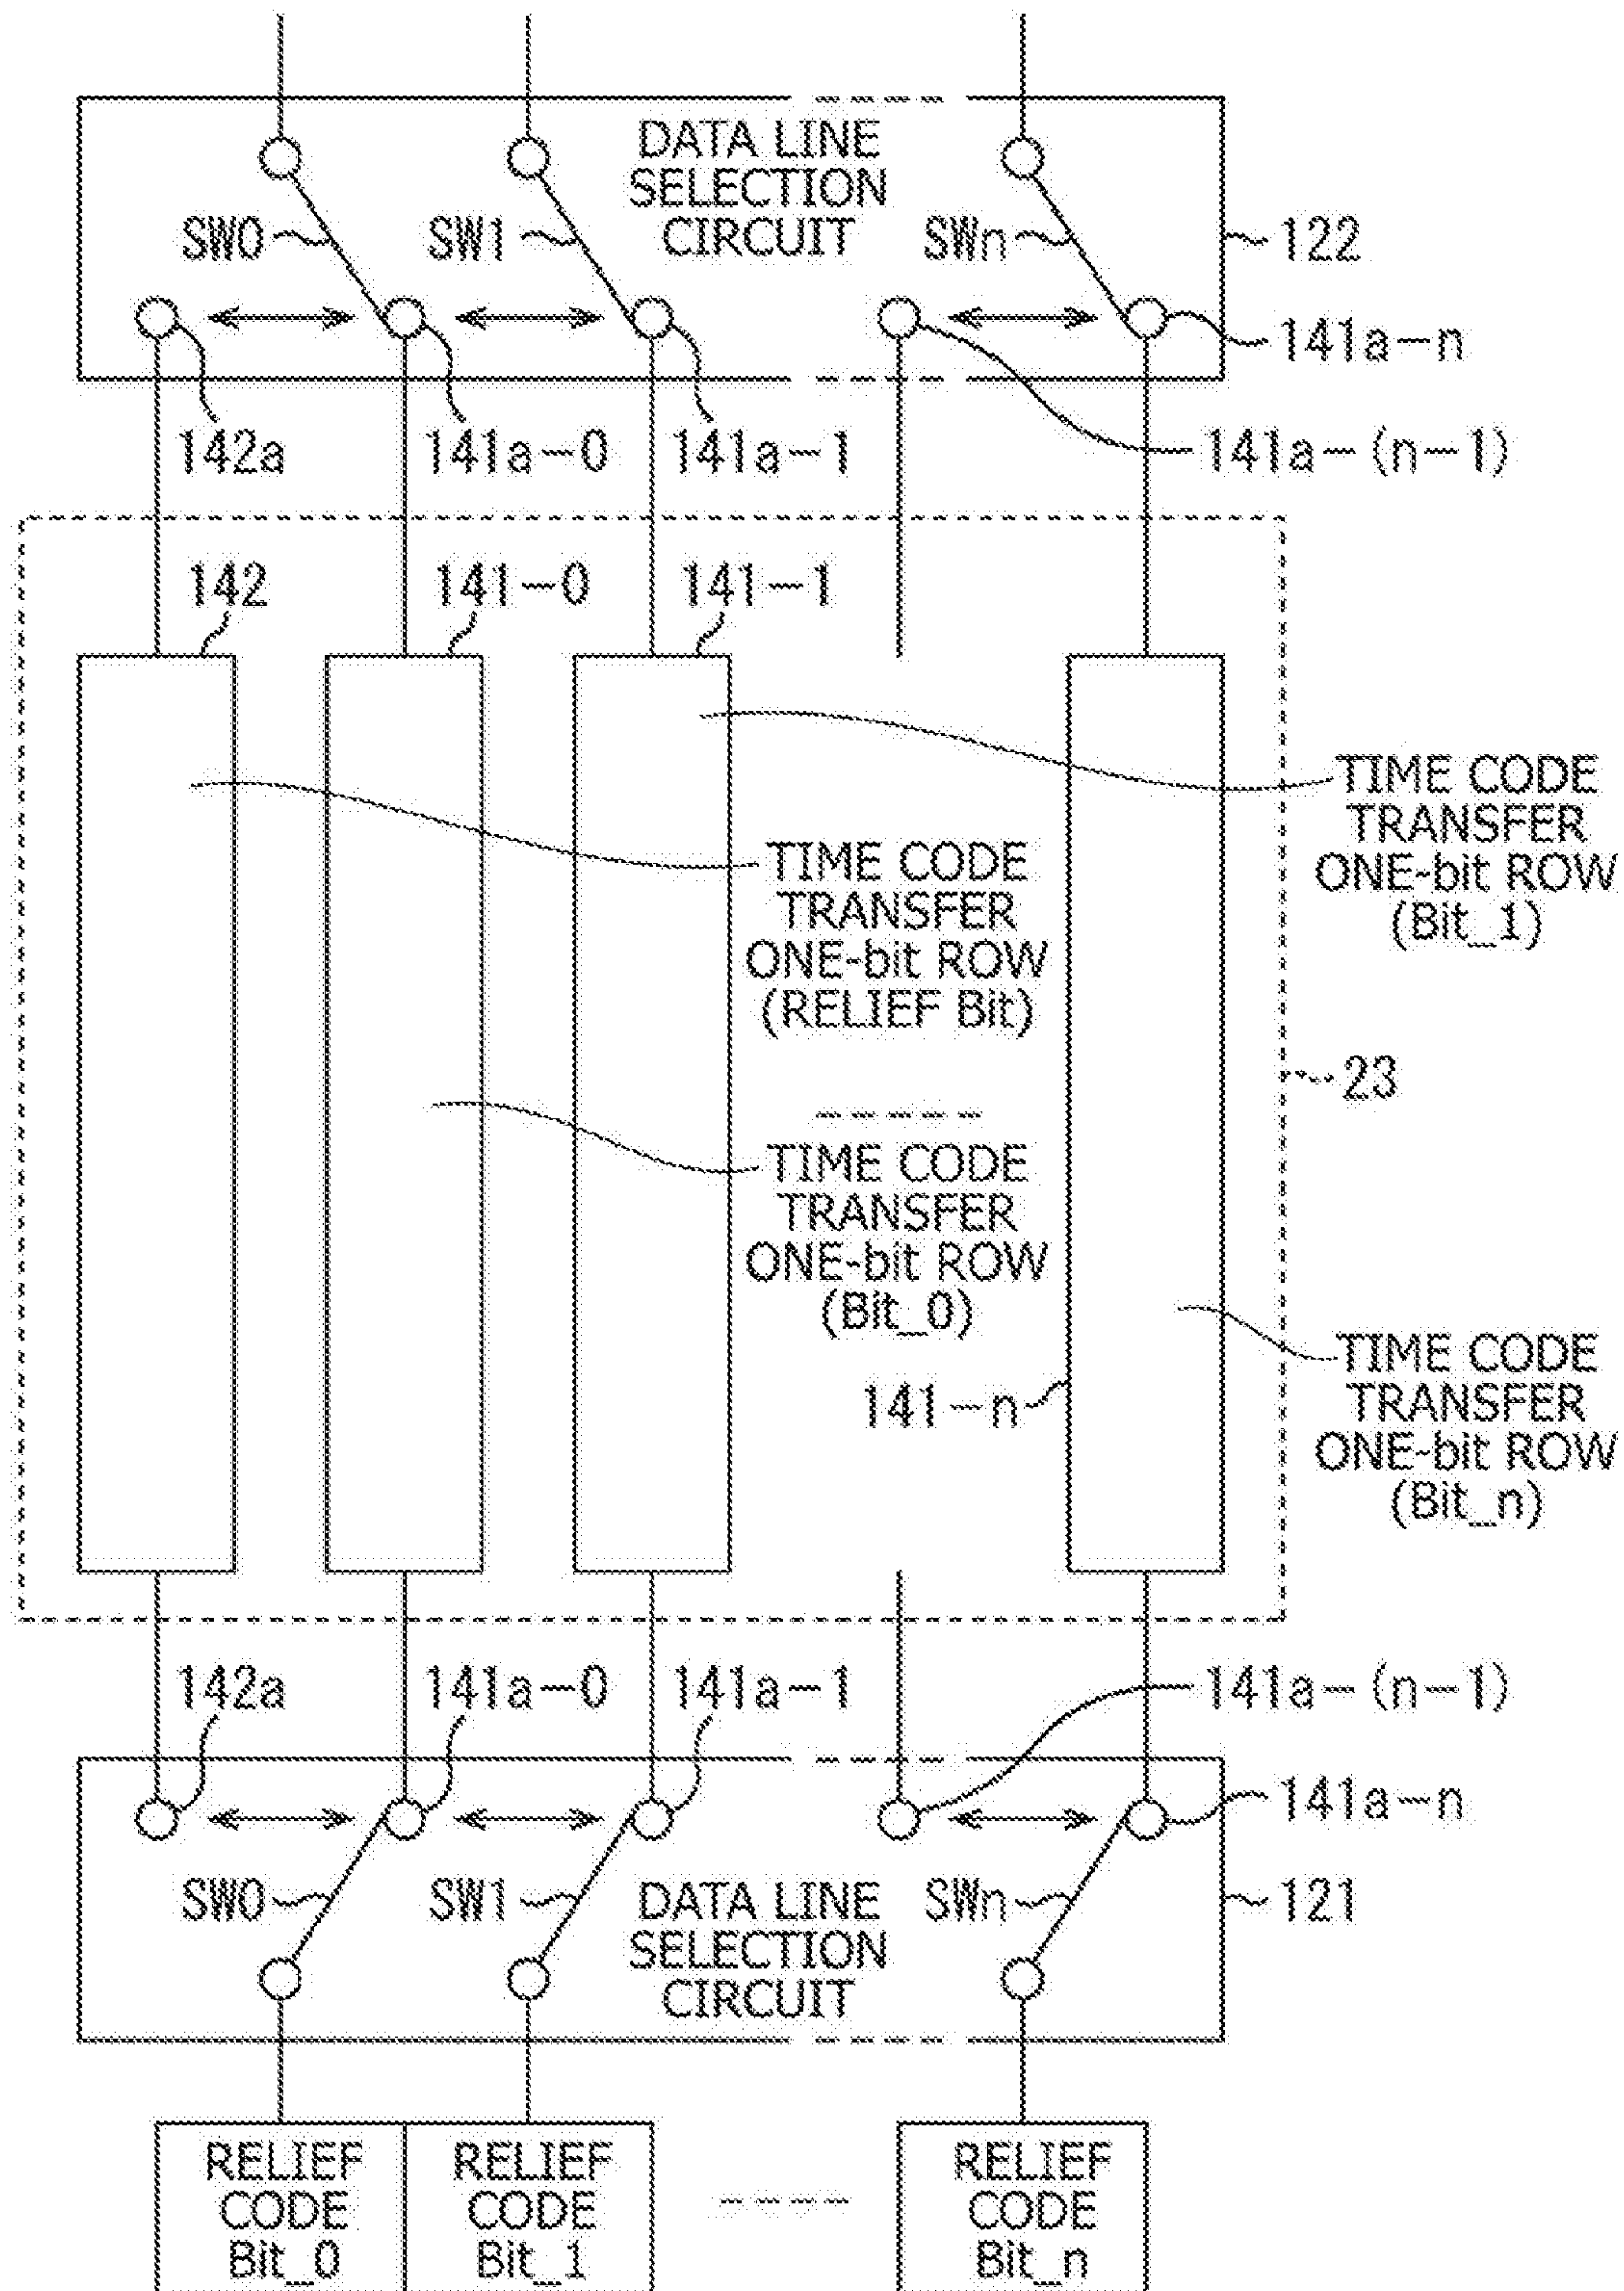 DATA LINE
SELECTION
CIRCUIT
SW0
SW1
SWn
122
141a-n
142a
141a-0
141a-1
141a-(n-1)
142
141-0
141-1
TIME CODE
TRANSFER
ONE-bit ROW
(Bit_1)
TIME CODE
TRANSFER
ONE-bit ROW
(RELIEF Bit)
23
TIME CODE
TRANSFER
ONE-bit ROW
(Bit_0)
141-n
TIME CODE
TRANSFER
ONE-bit ROW
(Bit_n)
142a
141a-0
141a-1
141a-(n-1)
141a-n
SW0
SW1
SWn
121
DATA LINE
SELECTION
CIRCUIT
RELIEF
CODE
Bit_0
RELIEF
CODE
Bit_1
RELIEF
CODE
Bit_n